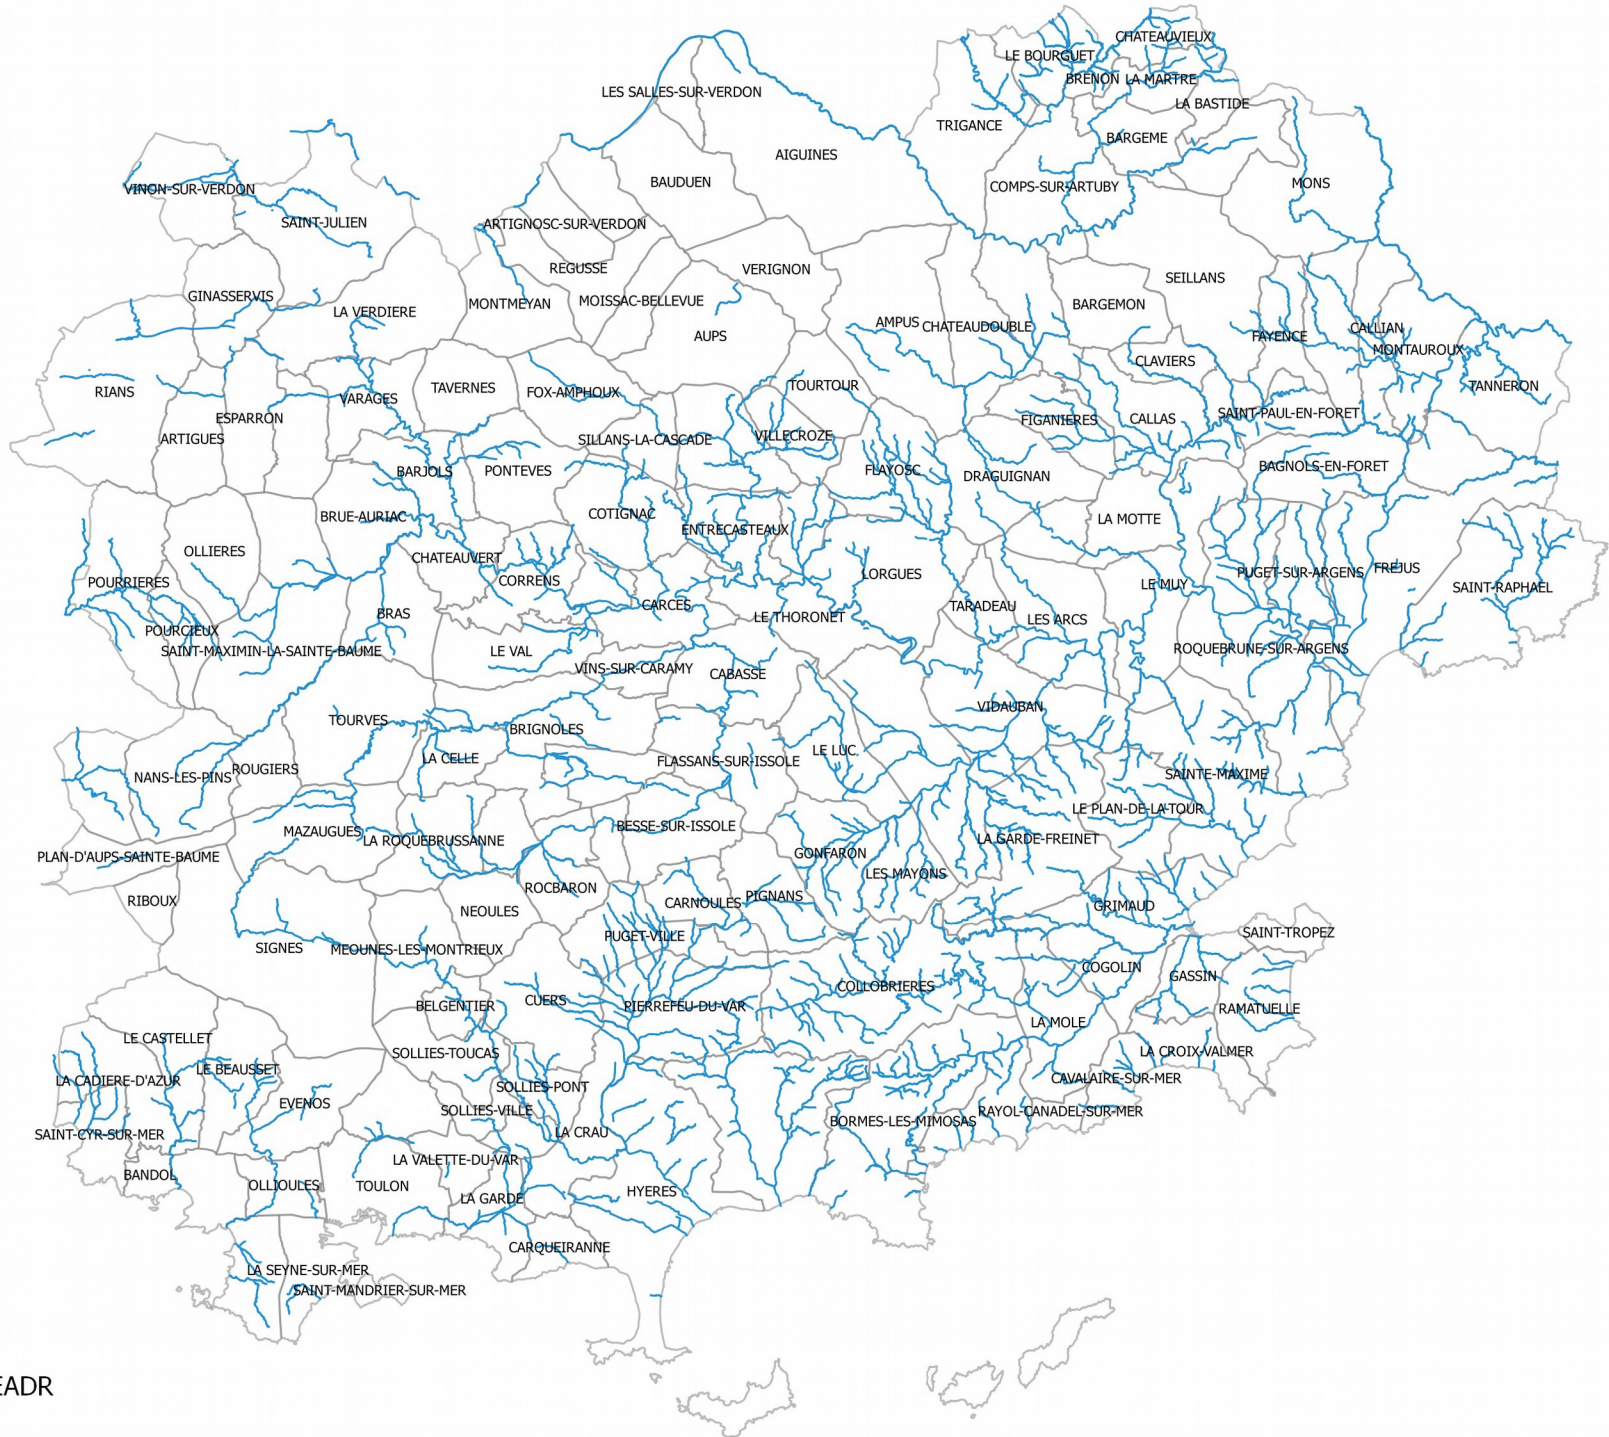 CHATEAUVIEUX
LE BOURGUET
BRENON
LA MARTRE
LES SALLES-SUR-VERDON
LA BASTIDE
TRIGANCE
BARGEME
AIGUINES
BAUDUEN
MONS
COMPS-SUR-ARTUBY
VINON-SUR-VERDON
SAINT-JULIEN
ARTIGNOSC-SUR-VERDON
REGUSSE
VERIGNON
SEILLANS
GINASSERVIS
MONTMEYAN
MOISSAC-BELLEVUE
BARGEMON
LA VERDIERE
AMPUS
CHATEAUDOUBLE
CALLIAN
AUPS
FAYENCE
MONTAUROUX
CLAVIERS
TANNERON
RIANS
TAVERNES
FOX-AMPHOUX
TOURTOUR
VARAGES
SAINT-PAUL-EN-FORET
ESPARRON
FIGANIERES
CALLAS
ARTIGUES
SILLANS-LA-CASCADE
VILLECROZE
BARJOLS
PONTEVES
FLAYOSC
DRAGUIGNAN
BAGNOLS-EN-FORET
BRUE-AURIAC
COTIGNAC
LA MOTTE
ENTRECASTEAUX
OLLIERES
CHATEAUVERT
POURRIERES
CORRENS
LORGUES
LE MUY
PUGET-SUR-ARGENS
FREJUS
SAINT-RAPHAEL
BRAS
CARCES
LE THORONET
TARADEAU
LES ARCS
POURCIEUX
SAINT-MAXIMIN-LA-SAINTE-BAUME
LE VAL
ROQUEBRUNE-SUR-ARGENS
VINS-SUR-CARAMY
CABASSE
VIDAUBAN
TOURVES
BRIGNOLES
LE LUC
LA CELLE
FLASSANS-SUR-ISSOLE
NANS-LES-PINS
ROUGIERS
SAINTE-MAXIME
LE PLAN-DE-LA-TOUR
MAZAUGUES
LA ROQUEBRUSSANNE
BESSE-SUR-ISSOLE
LA GARDE-FREINET
PLAN-D'AUPS-SAINTE-BAUME
GONFARON
LES MAYONS
RIBOUX
ROCBARON
NEOULES
CARNOULES
PIGNANS
GRIMAUD
SIGNES
MEOUNES-LES-MONTRIEUX
PUGET-VILLE
SAINT-TROPEZ
COGOLIN
GASSIN
BELGENTIER
CUERS
PIERREFEU-DU-VAR
COLLOBRIERES
RAMATUELLE
LA MOLE
LE CASTELLET
SOLLIES-TOUCAS
LA CROIX-VALMER
LE BEAUSSET
LA CADIERE-D'AZUR
SOLLIES-PONT
CAVALAIRE-SUR-MER
EVENOS
SOLLIES-VILLE
RAYOL-CANADEL-SUR-MER
BORMES-LES-MIMOSAS
SAINT-CYR-SUR-MER
LA CRAU
LA VALETTE-DU-VAR
BANDOL
OLLIOULES
TOULON
LA GARDE
HYERES
CARQUEIRANNE
LA SEYNE-SUR-MER
SAINT-MANDRIER-SUR-MER
EADR